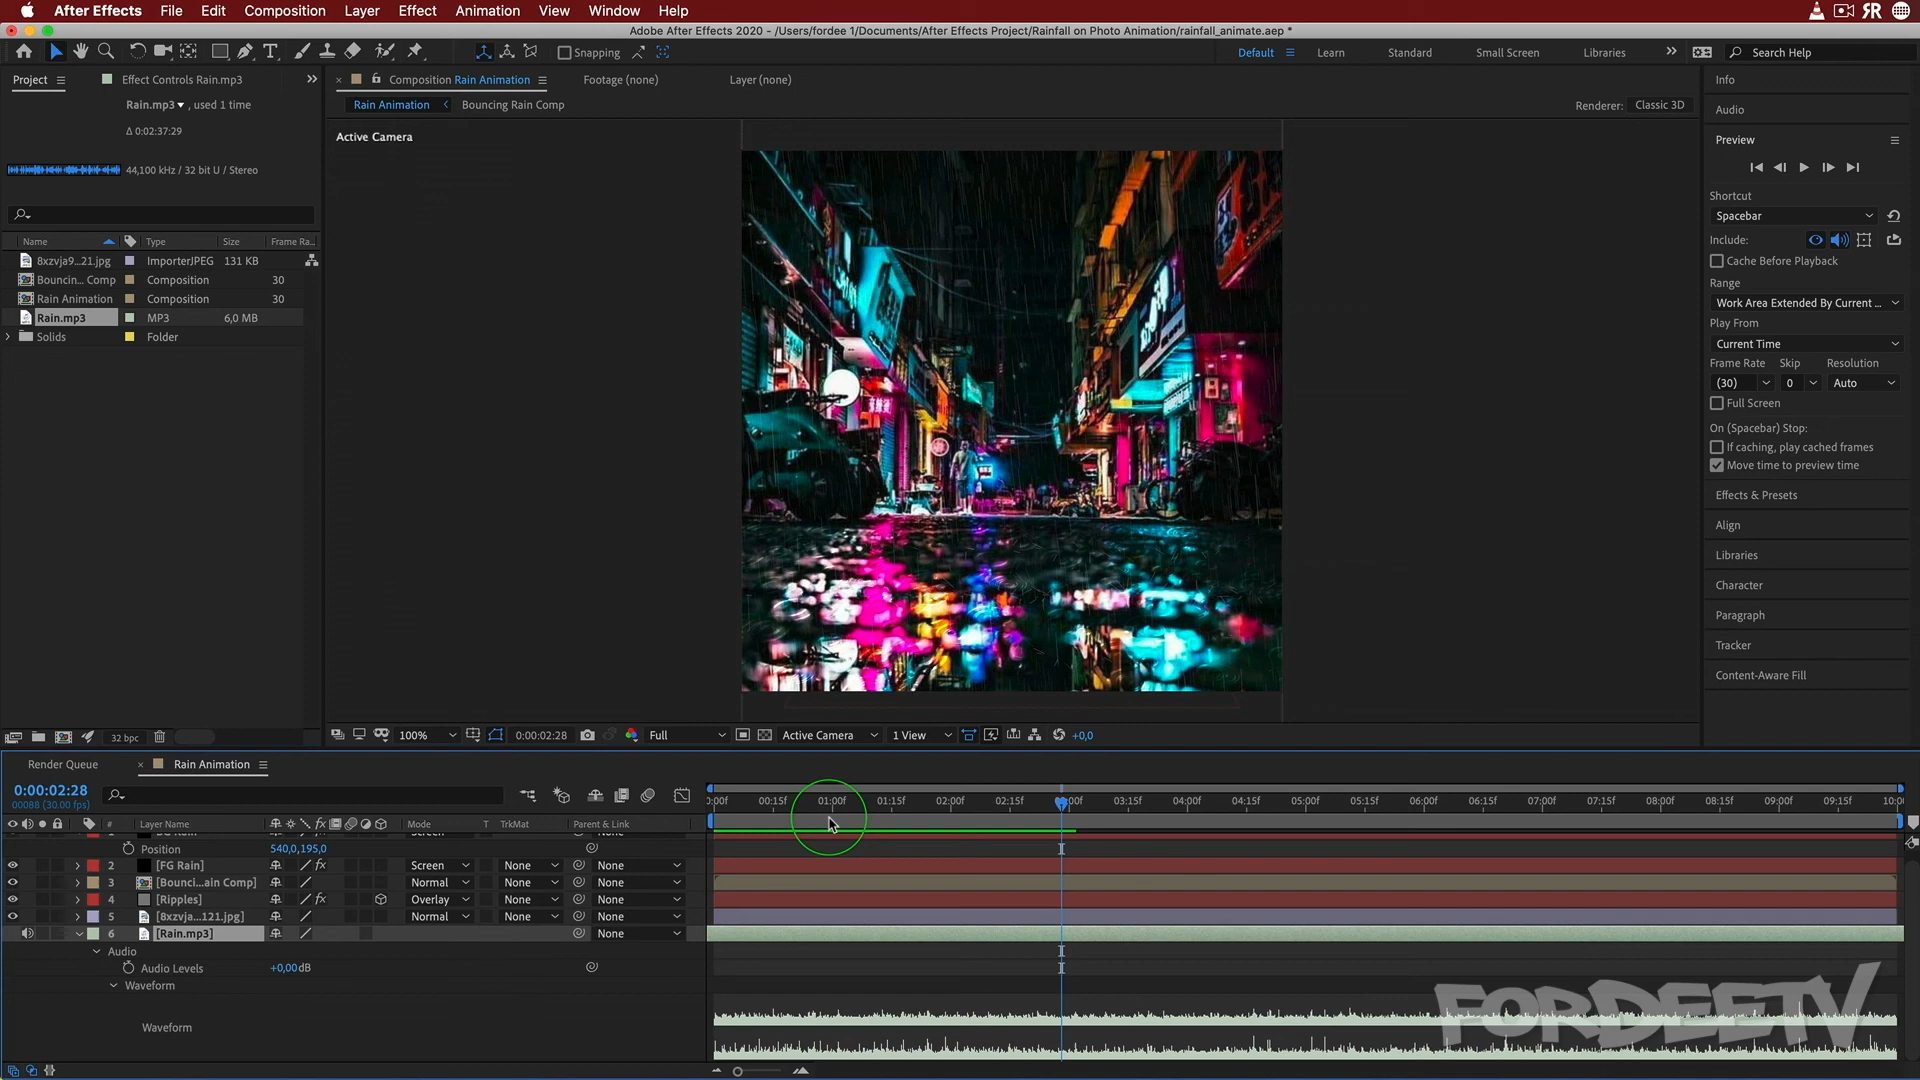 After Effects File Edit Composition Layer Effect Animation View Window Help
Adobe After Effects 2020 - /Users/fordee 1/Documents/After Effects Project/Rainfall on Photo Animation/rainfall_animate.aep *
Snapping Default Learn Standard Small Screen Libraries Search Help
Project Effect Controls Rain.mp3
Rain.mp3 , used 1 time
Δ 0:02:37:29
44,100 kHz / 32 bit U / Stereo
Name Type Size Frame Ra...
8xzvja9...21.jpg ImporterJPEG 131 KB
Bouncin... Comp Composition 30
Rain Animation Composition 30
Rain.mp3 MP3 6,0 MB
Solids Folder
32 bpc
Composition Rain Animation Footage (none) Layer (none)
Rain Animation Bouncing Rain Comp Renderer: Classic 3D
Active Camera
100% 0:00:02:28 Full Active Camera 1 View +0,0
Info
Audio
Preview
Shortcut
Spacebar
Include:
Cache Before Playback
Range
Work Area Extended By Current ...
Play From
Current Time
Frame Rate Skip Resolution
(30) 0 Auto
Full Screen
On (Spacebar) Stop:
If caching, play cached frames
Move time to preview time
Effects & Presets
Align
Libraries
Character
Paragraph
Tracker
Content-Aware Fill
Render Queue Rain Animation
0:00:02:28
00088 (30.00 fps)
00:15f 01:00f 01:15f 02:00f 02:15f 03:15f 04:00f 04:15f 05:00f 05:15f 06:00f 06:15f 07:00f 07:15f 08:00f 08:15f 09:00f 09:15f
# Layer Name Mode T TrkMat Parent & Link
Position 540,0,195,0
2 [FG Rain] Screen None None
3 [Bounci...ain Comp] Normal None None
4 [Ripples] Overlay None None
5 [8xzvja...121.jpg] Normal None None
6 [Rain.mp3] None
Audio
Audio Levels +0,00dB
Waveform
Waveform
FORDEETV